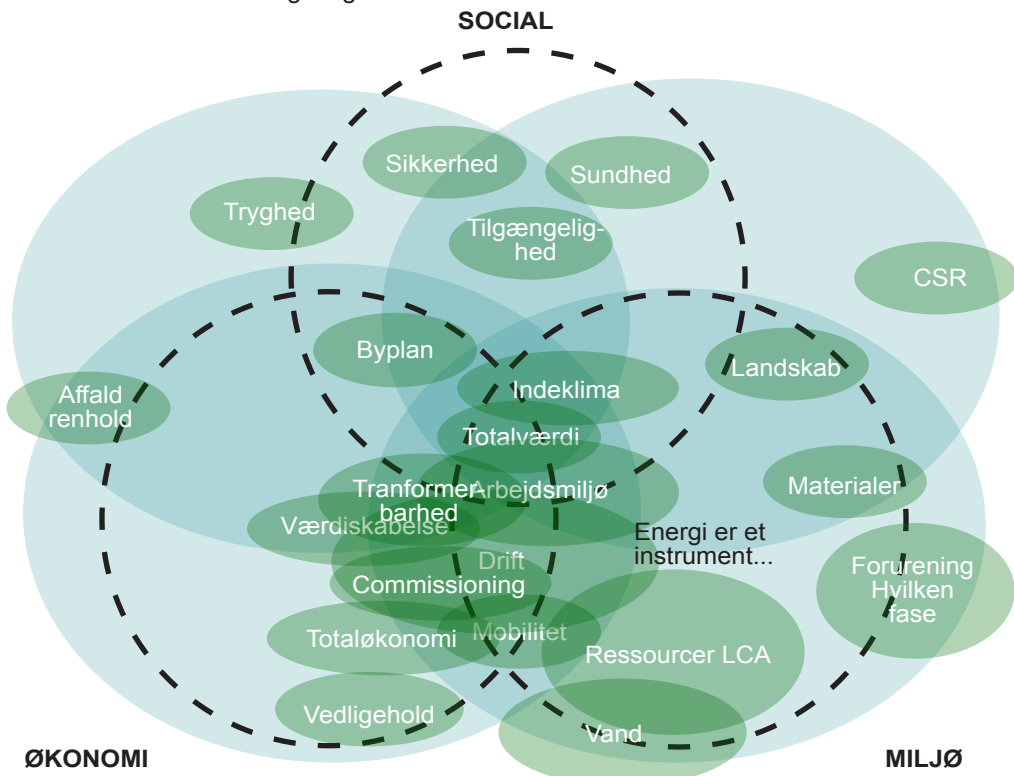 SOCIAL
Sikkerhed
Sundhed
Tryghed
Tilgængelig-
hed
CSR
Byplan
Landskab
Indeklima
Affald
renhold
Totalværdi
Tranformer-
barhed
Arbejdsmiljø
Materialer
Værdiskabelse
Energi er et
instrument...
Drift
Commissioning
Forurening
Hvilken
fase
Totaløkonomi
Mobilitet
Ressourcer LCA
Vedligehold
Vand
ØKONOMI
MILJØ